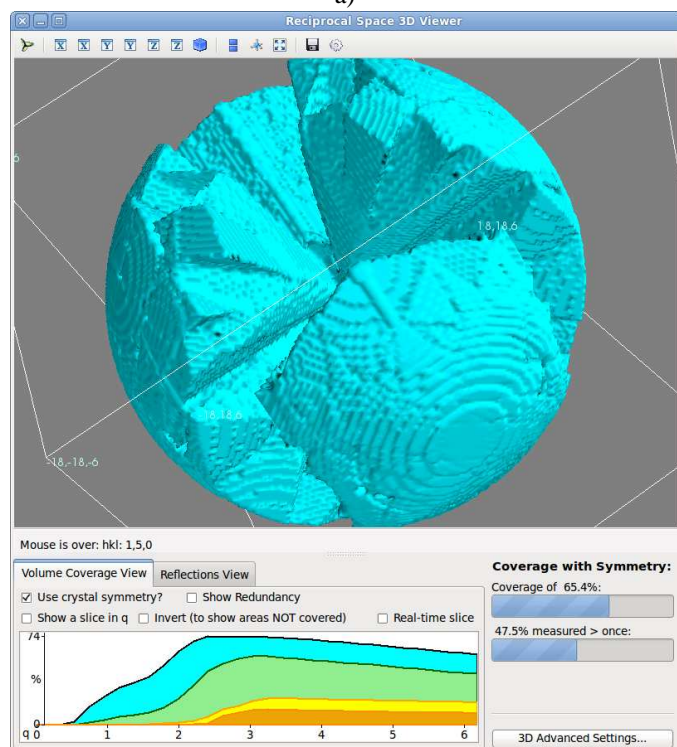 a)
Reciprocal Space 3D Viewer
X X Y Y Z Z
6
18,18,6
18,18,6
-18,-18,-6
Mouse is over: hkl: 1,5,0
Volume Coverage View Reflections View
Use crystal symmetry? Show Redundancy
Show a slice in q Invert (to show areas NOT covered) Real-time slice
74
%
0
q 0 1 2 3 4 5 6
Coverage with Symmetry:
Coverage of 65.4%:
47.5% measured > once:
3D Advanced Settings...